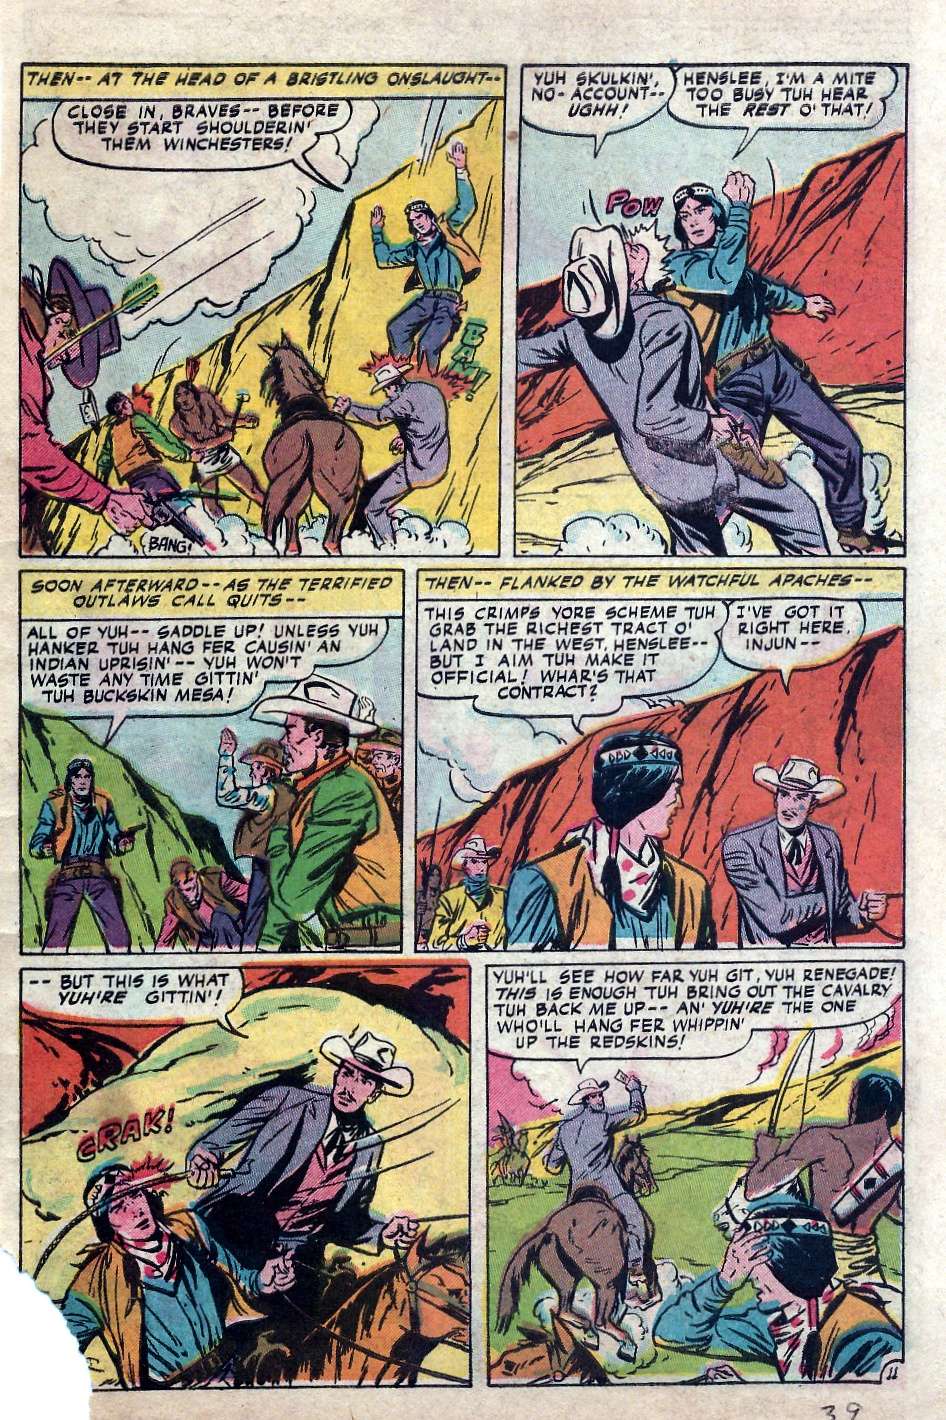 THEN-- AT THE HEAD OF A BRISTLING ONSLAUGHT--
CLOSE IN, BRAVES-- BEFORE
THEY START SHOULDERIN'
THEM WINCHESTERS!
BAM!
BANG!
YUH SKULKIN',
NO-ACCOUNT--
UGHH!
HENSLEE, I'M A MITE
TOO BUSY TUH HEAR
THE REST O' THAT!
POW
SOON AFTERWARD-- AS THE TERRIFIED
OUTLAWS CALL QUITS--
ALL OF YUH-- SADDLE UP! UNLESS YUH
HANKER TUH HANG FER CAUSIN' AN
INDIAN UPRISIN'-- YUH WON'T
WASTE ANY TIME GITTIN'
TUH BUCKSKIN MESA!
THEN-- FLANKED BY THE WATCHFUL APACHES--
THIS CRIMPS YORE SCHEME TUH
GRAB THE RICHEST TRACT O'
LAND IN THE WEST, HENSLEE--
BUT I AIM TUH MAKE IT
OFFICIAL! WHAR'S THAT
CONTRACT?
I'VE GOT IT
RIGHT HERE,
INJUN--
-- BUT THIS IS WHAT
YUH'RE GITTIN'!
CRAK!
YUH'LL SEE HOW FAR YUH GIT, YUH RENEGADE!
THIS IS ENOUGH TUH BRING OUT THE CAVALRY
TUH BACK ME UP-- AN' YUH'RE THE ONE
WHO'LL HANG FER WHIPPIN'
UP THE REDSKINS!
11
39